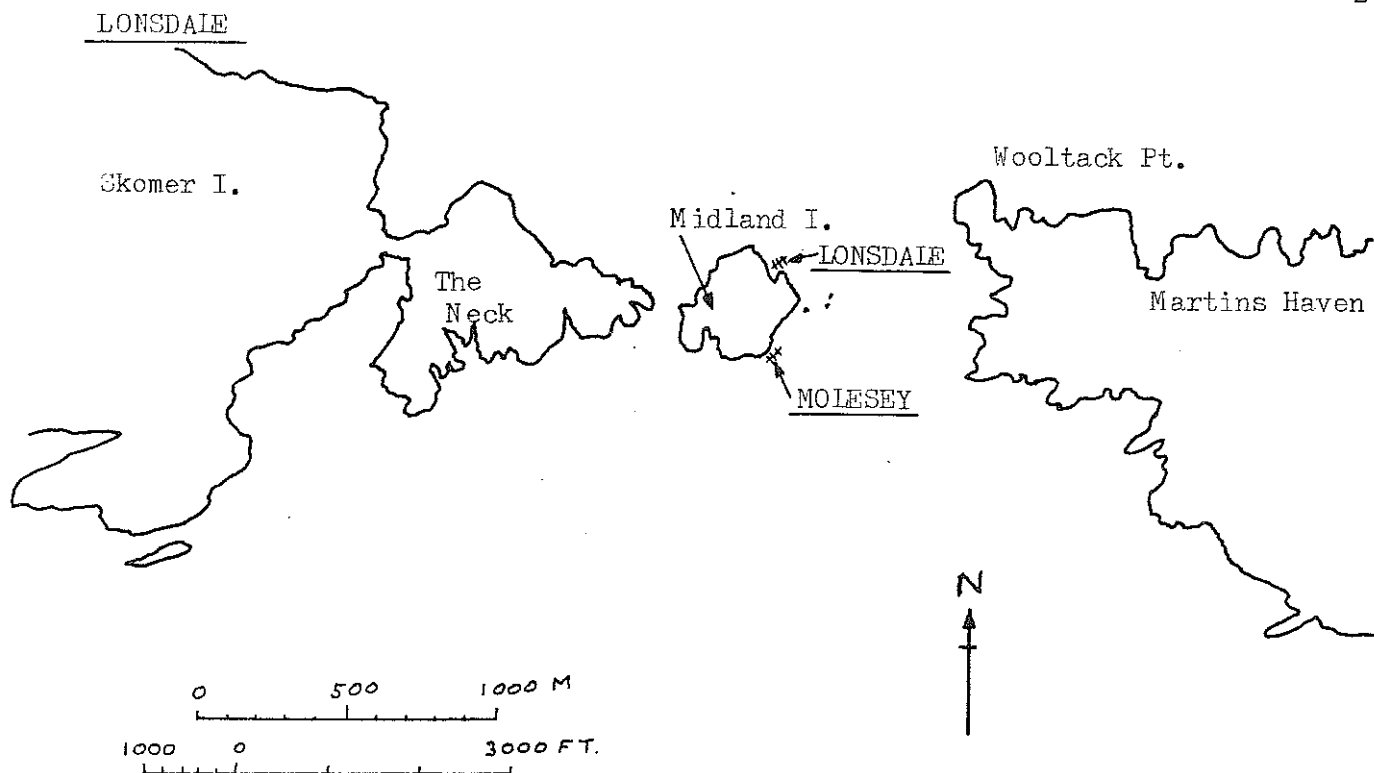 LONSDALE
Wooltack Pt.
Skomer I.
Midland I.
LONSDALE
The
Neck
Martins Haven
MOLESEY
N
0 500 1000 M
1000 0 3000 FT.